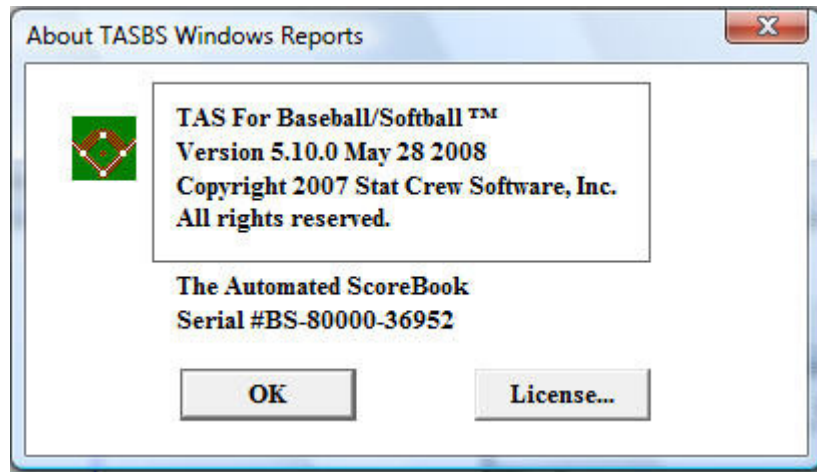 About TASBS Windows Reports
TAS For Baseball/Softball ™
Version 5.10.0 May 28 2008
Copyright 2007 Stat Crew Software, Inc.
All rights reserved.
The Automated ScoreBook
Serial #BS-80000-36952
OK
License...